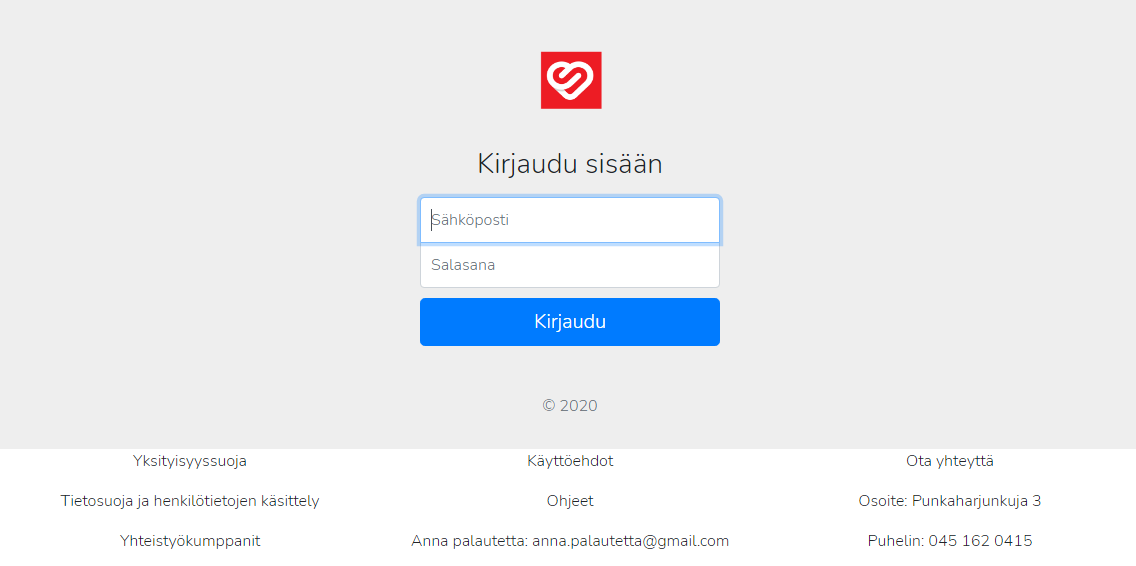 Kirjaudu sisään
Sähköposti
Salasana
Kirjaudu
© 2020
Yksityisyyssuoja
Käyttöehdot
Ota yhteyttä
Tietosuoja ja henkilötietojen käsittely
Ohjeet
Osoite: Punkaharjunkuja 3
Yhteistyökumppanit
Anna palautetta: anna.palautetta@gmail.com
Puhelin: 045 162 0415